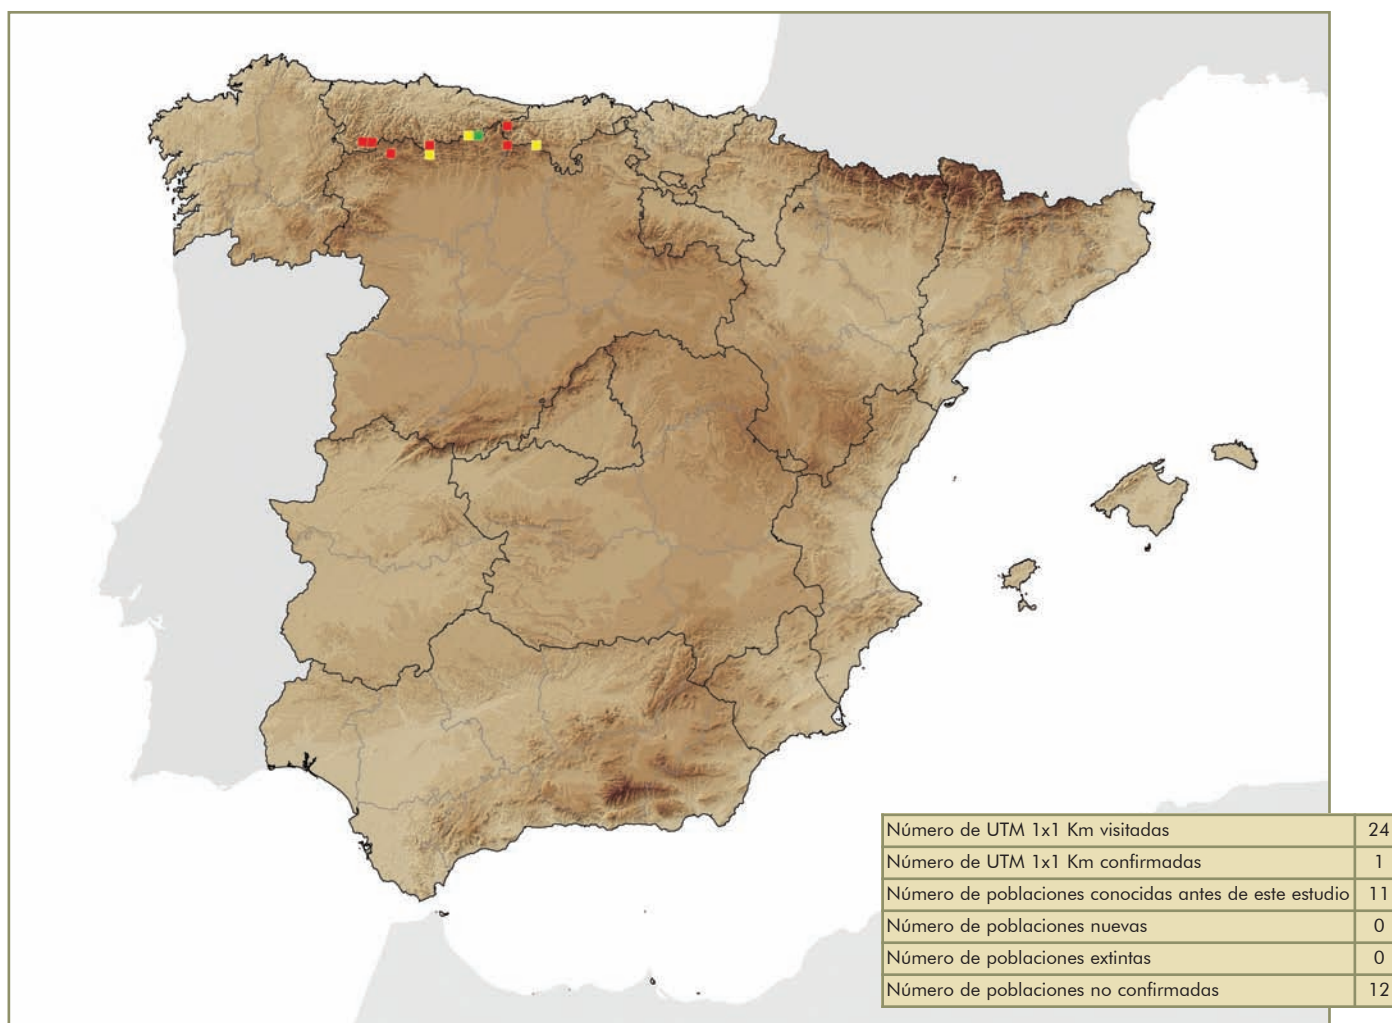 Número de UTM 1x1 Km visitadas 24
Número de UTM 1x1 Km confirmadas 1
Número de poblaciones conocidas antes de este estudio 11
Número de poblaciones nuevas 0
Número de poblaciones extintas 0
Número de poblaciones no confirmadas 12